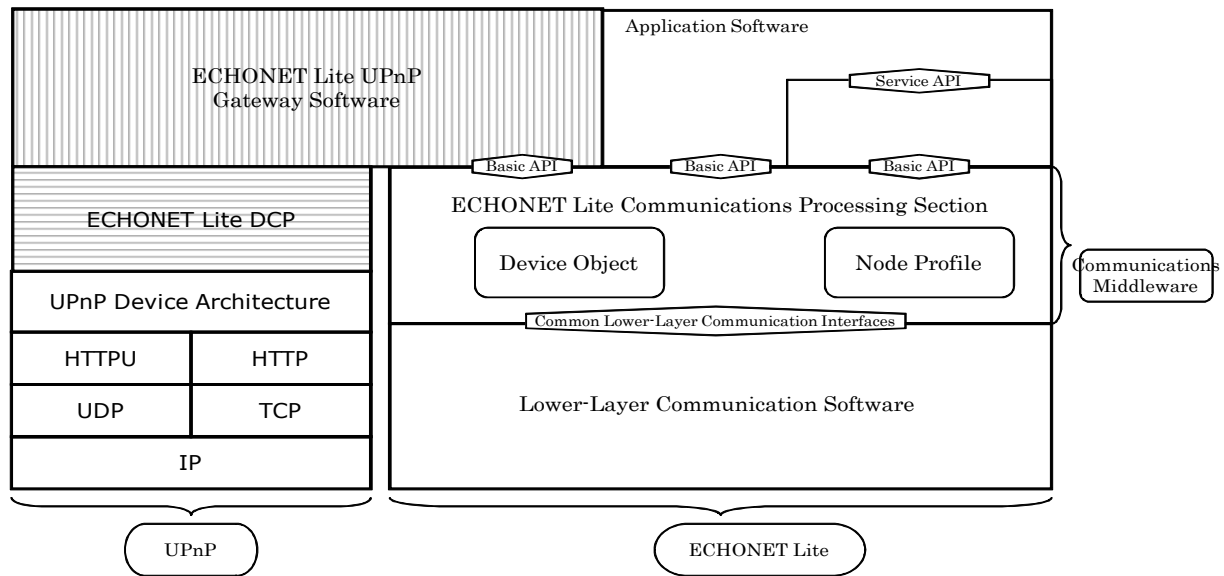 Application Software
ECHONET Lite UPnP
Gateway Software
Service API
Basic API
Basic API
Basic API
ECHONET Lite DCP
ECHONET Lite Communications Processing Section
Device Object
Node Profile
Communications
Middleware
UPnP Device Architecture
Common Lower-Layer Communication Interfaces
HTTPU
HTTP
UDP
TCP
Lower-Layer Communication Software
IP
UPnP
ECHONET Lite